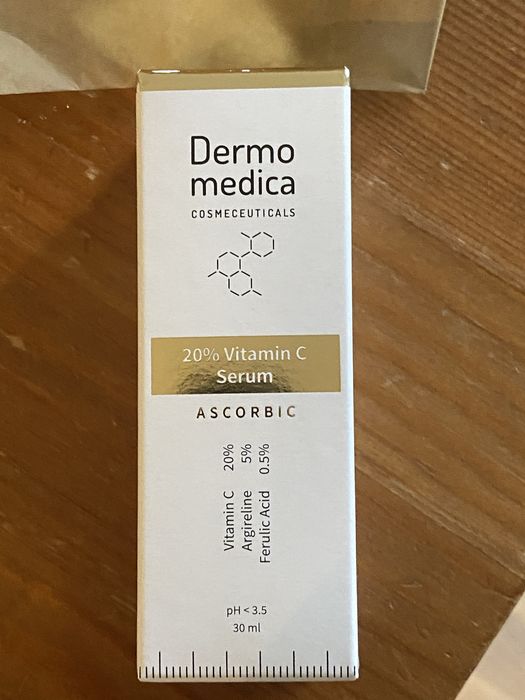 Dermo
medica
COSMECEUTICALS
20% Vitamin C
Serum
ASCORBIC
Vitamin C 20%
Argireline 5%
Ferulic Acid 0.5%
pH < 3.5
30 ml